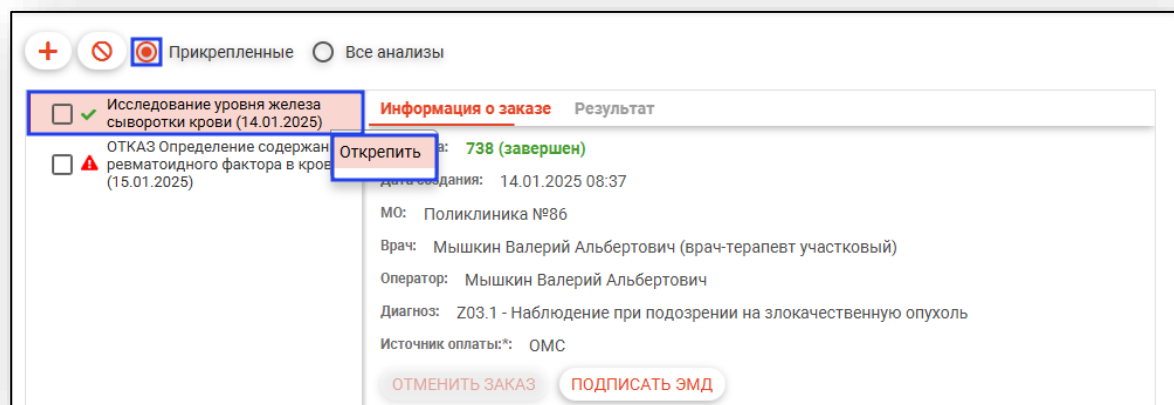 Прикрепленные Все анализы
Исследование уровня железа
сыворотки крови (14.01.2025)
ОТКАЗ Определение содержан
ревматоидного фактора в кров
(15.01.2025)
Открепить
Информация о заказе Результат
а: 738 (завершен)
Дата создания: 14.01.2025 08:37
МО: Поликлиника №86
Врач: Мышкин Валерий Альбертович (врач-терапевт участковый)
Оператор: Мышкин Валерий Альбертович
Диагноз: Z03.1 - Наблюдение при подозрении на злокачественную опухоль
Источник оплаты:*: ОМС
ОТМЕНИТЬ ЗАКАЗ ПОДПИСАТЬ ЭМД